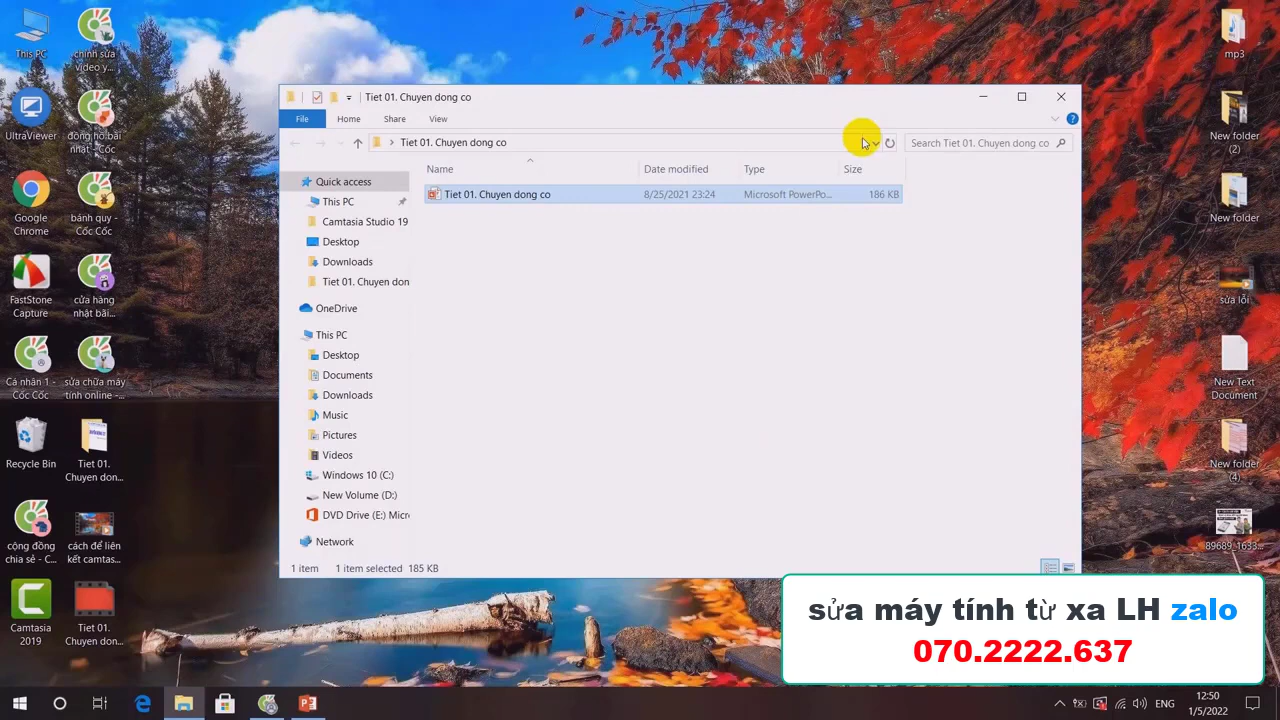 This PC
chỉnh sửa
video y...
UltraViewer
đồng hồ bài
nhật - Cốc
Google
Chrome
bánh quy -
Cốc Cốc
FastStone
Capture
cửa hàng
nhật bãi...
Cá nhân 1 -
Cốc Cốc
sửa chữa máy
tính online -...
Recycle Bin
Tiet 01.
Chuyen don...
cộng đồng
chia sẻ - C...
cách để liên
kết camtas...
Camtasia
2019
Tiet 01.
Chuyen don...
Tiet 01. Chuyen dong co
File
Home
Share
View
?
Tiet 01. Chuyen dong co
Search Tiet 01. Chuyen dong co
Name
Date modified
Type
Size
Tiet 01. Chuyen dong co
8/25/2021 23:24
Microsoft PowerPo...
186 KB
Quick access
This PC
Camtasia Studio 19
Desktop
Downloads
Tiet 01. Chuyen don
OneDrive
This PC
Desktop
Documents
Downloads
Music
Pictures
Videos
Windows 10 (C:)
New Volume (D:)
DVD Drive (E:) Micr
Network
1 item
1 item selected
185 KB
mp3
New folder
(2)
New folder
sửa lỗi
New Text
Document
New folder
(4)
89689_1633...
sửa máy tính từ xa LH zalo
070.2222.637
ENG
12:50
1/5/2022